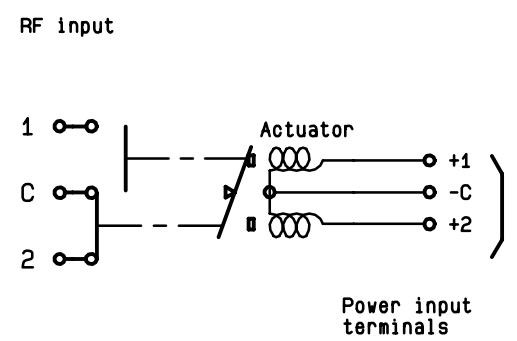 RF input
Actuator
1
+1
C
-C
2
+2
Power input
terminals